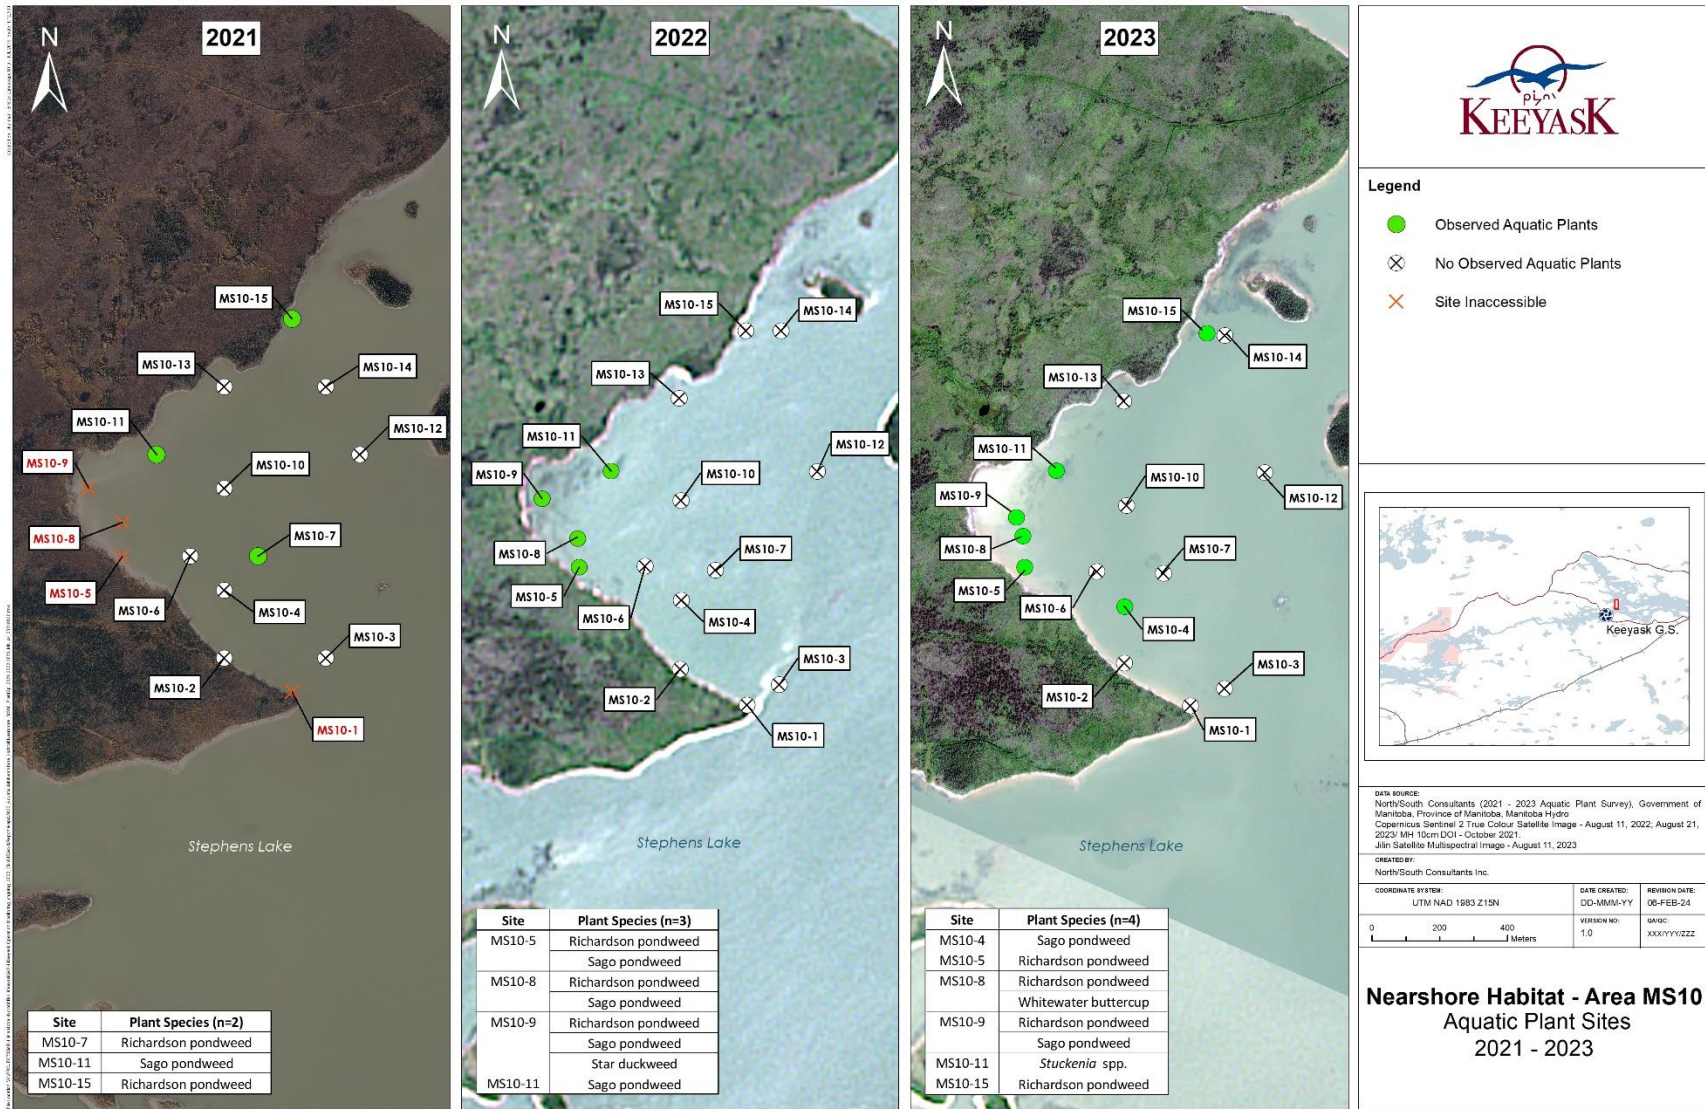 2021
N
MS10-15
MS10-13
MS10-14
MS10-11
MS10-12
MS10-9
MS10-10
MS10-8
MS10-7
MS10-5
MS10-6
MS10-4
MS10-3
MS10-2
MS10-1
Stephens Lake
Site Plant Species (n=2)
MS10-7 Richardson pondweed
MS10-11 Sago pondweed
MS10-15 Richardson pondweed
2022
N
MS10-15
MS10-14
MS10-13
MS10-11
MS10-12
MS10-9
MS10-10
MS10-8
MS10-7
MS10-5
MS10-6
MS10-4
MS10-3
MS10-2
MS10-1
Stephens Lake
Site Plant Species (n=3)
MS10-5 Richardson pondweed
Sago pondweed
MS10-8 Richardson pondweed
Sago pondweed
MS10-9 Richardson pondweed
Sago pondweed
Star duckweed
MS10-11 Sago pondweed
2023
N
MS10-15
MS10-14
MS10-13
MS10-11
MS10-10
MS10-12
MS10-9
MS10-8
MS10-7
MS10-5
MS10-6
MS10-4
MS10-3
MS10-2
MS10-1
Stephens Lake
Site Plant Species (n=4)
MS10-4 Sago pondweed
MS10-5 Richardson pondweed
MS10-8 Richardson pondweed
Whitewater buttercup
MS10-9 Richardson pondweed
Sago pondweed
MS10-11 Stuckenia spp.
MS10-15 Richardson pondweed
KEEYASK
Legend
Observed Aquatic Plants
No Observed Aquatic Plants
Site Inaccessible
Keeyask G.S.
DATA SOURCE:
North/South Consultants (2021 - 2023 Aquatic Plant Survey), Government of
Manitoba, Province of Manitoba, Manitoba Hydro
Copernicus Sentinel 2 True Colour Satellite Image - August 11, 2022; August 21,
2023/ MH 10cm DOI - October 2021.
Jilin Satellite Multispectral Image - August 11, 2023
CREATED BY:
North/South Consultants Inc.
COORDINATE SYSTEM: DATE CREATED: REVISION DATE:
UTM NAD 1983 Z15N DD-MMM-YY 06-FEB-24
VERSION NO: QA/QC:
0 200 400 Meters 1.0 XXX/YYY/ZZZ
Nearshore Habitat - Area MS10
Aquatic Plant Sites
2021 - 2023